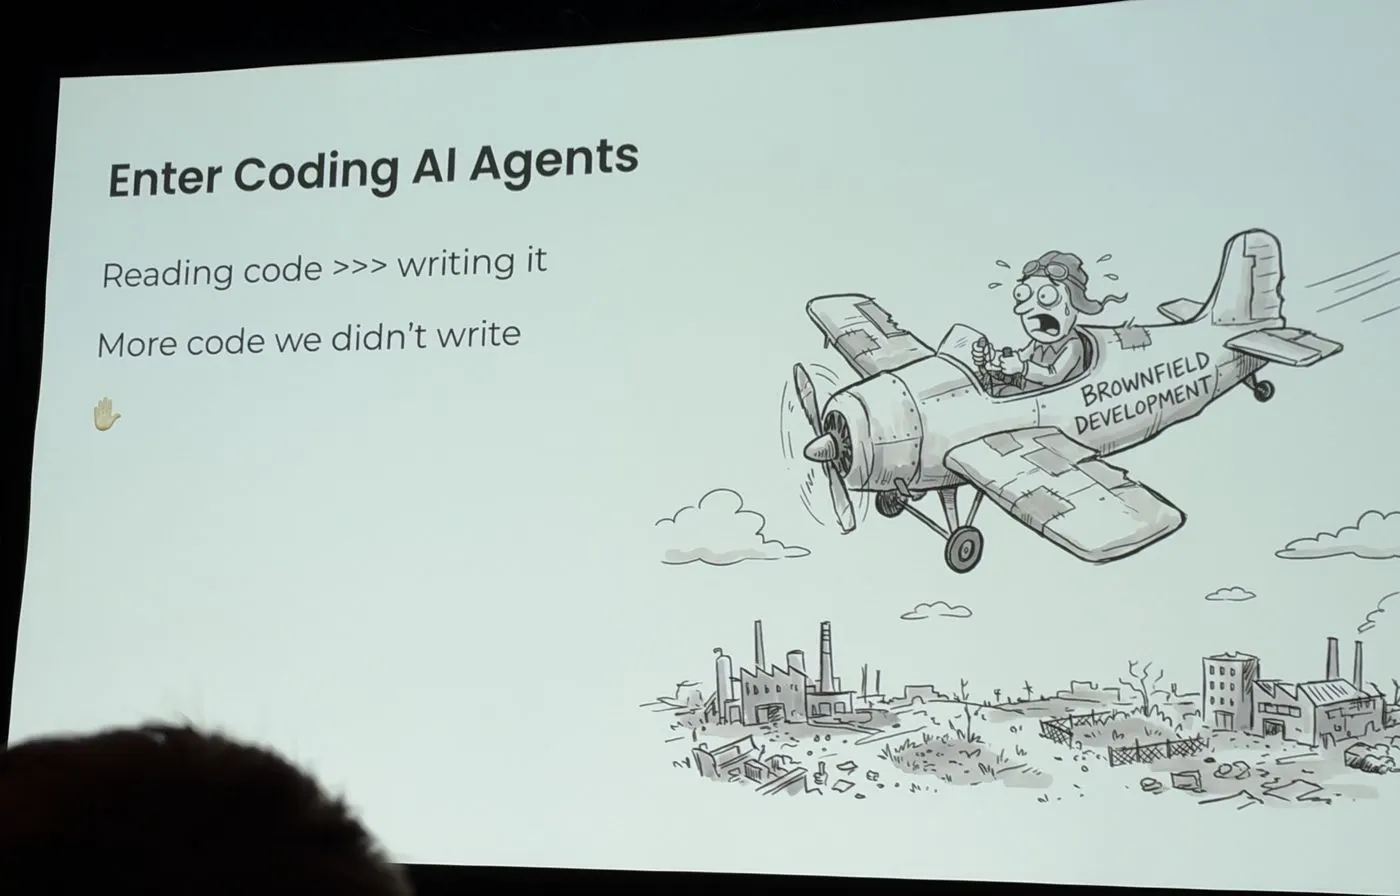 Enter Coding AI Agents
Reading code >>> writing it
More code we didn't write
✋
BROWNFIELD
DEVELOPMENT